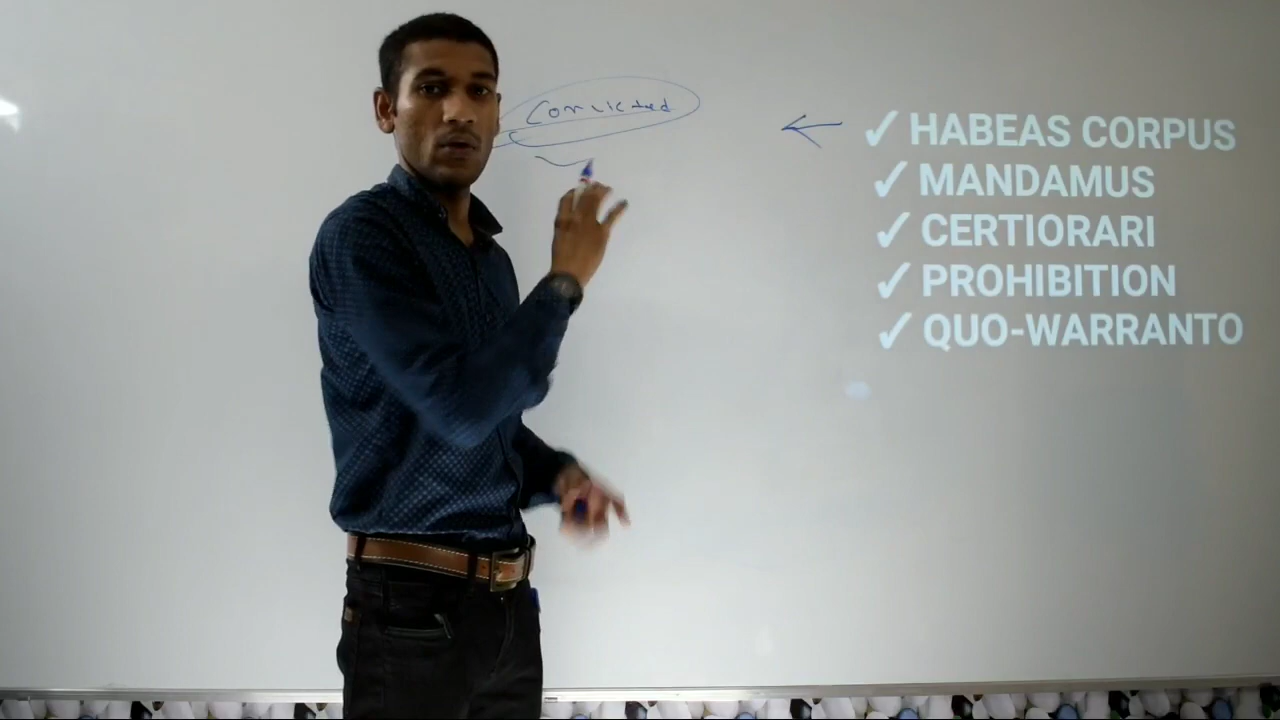 Convicted
✓ HABEAS CORPUS
✓ MANDAMUS
✓ CERTIORARI
✓ PROHIBITION
✓ QUO-WARRANTO